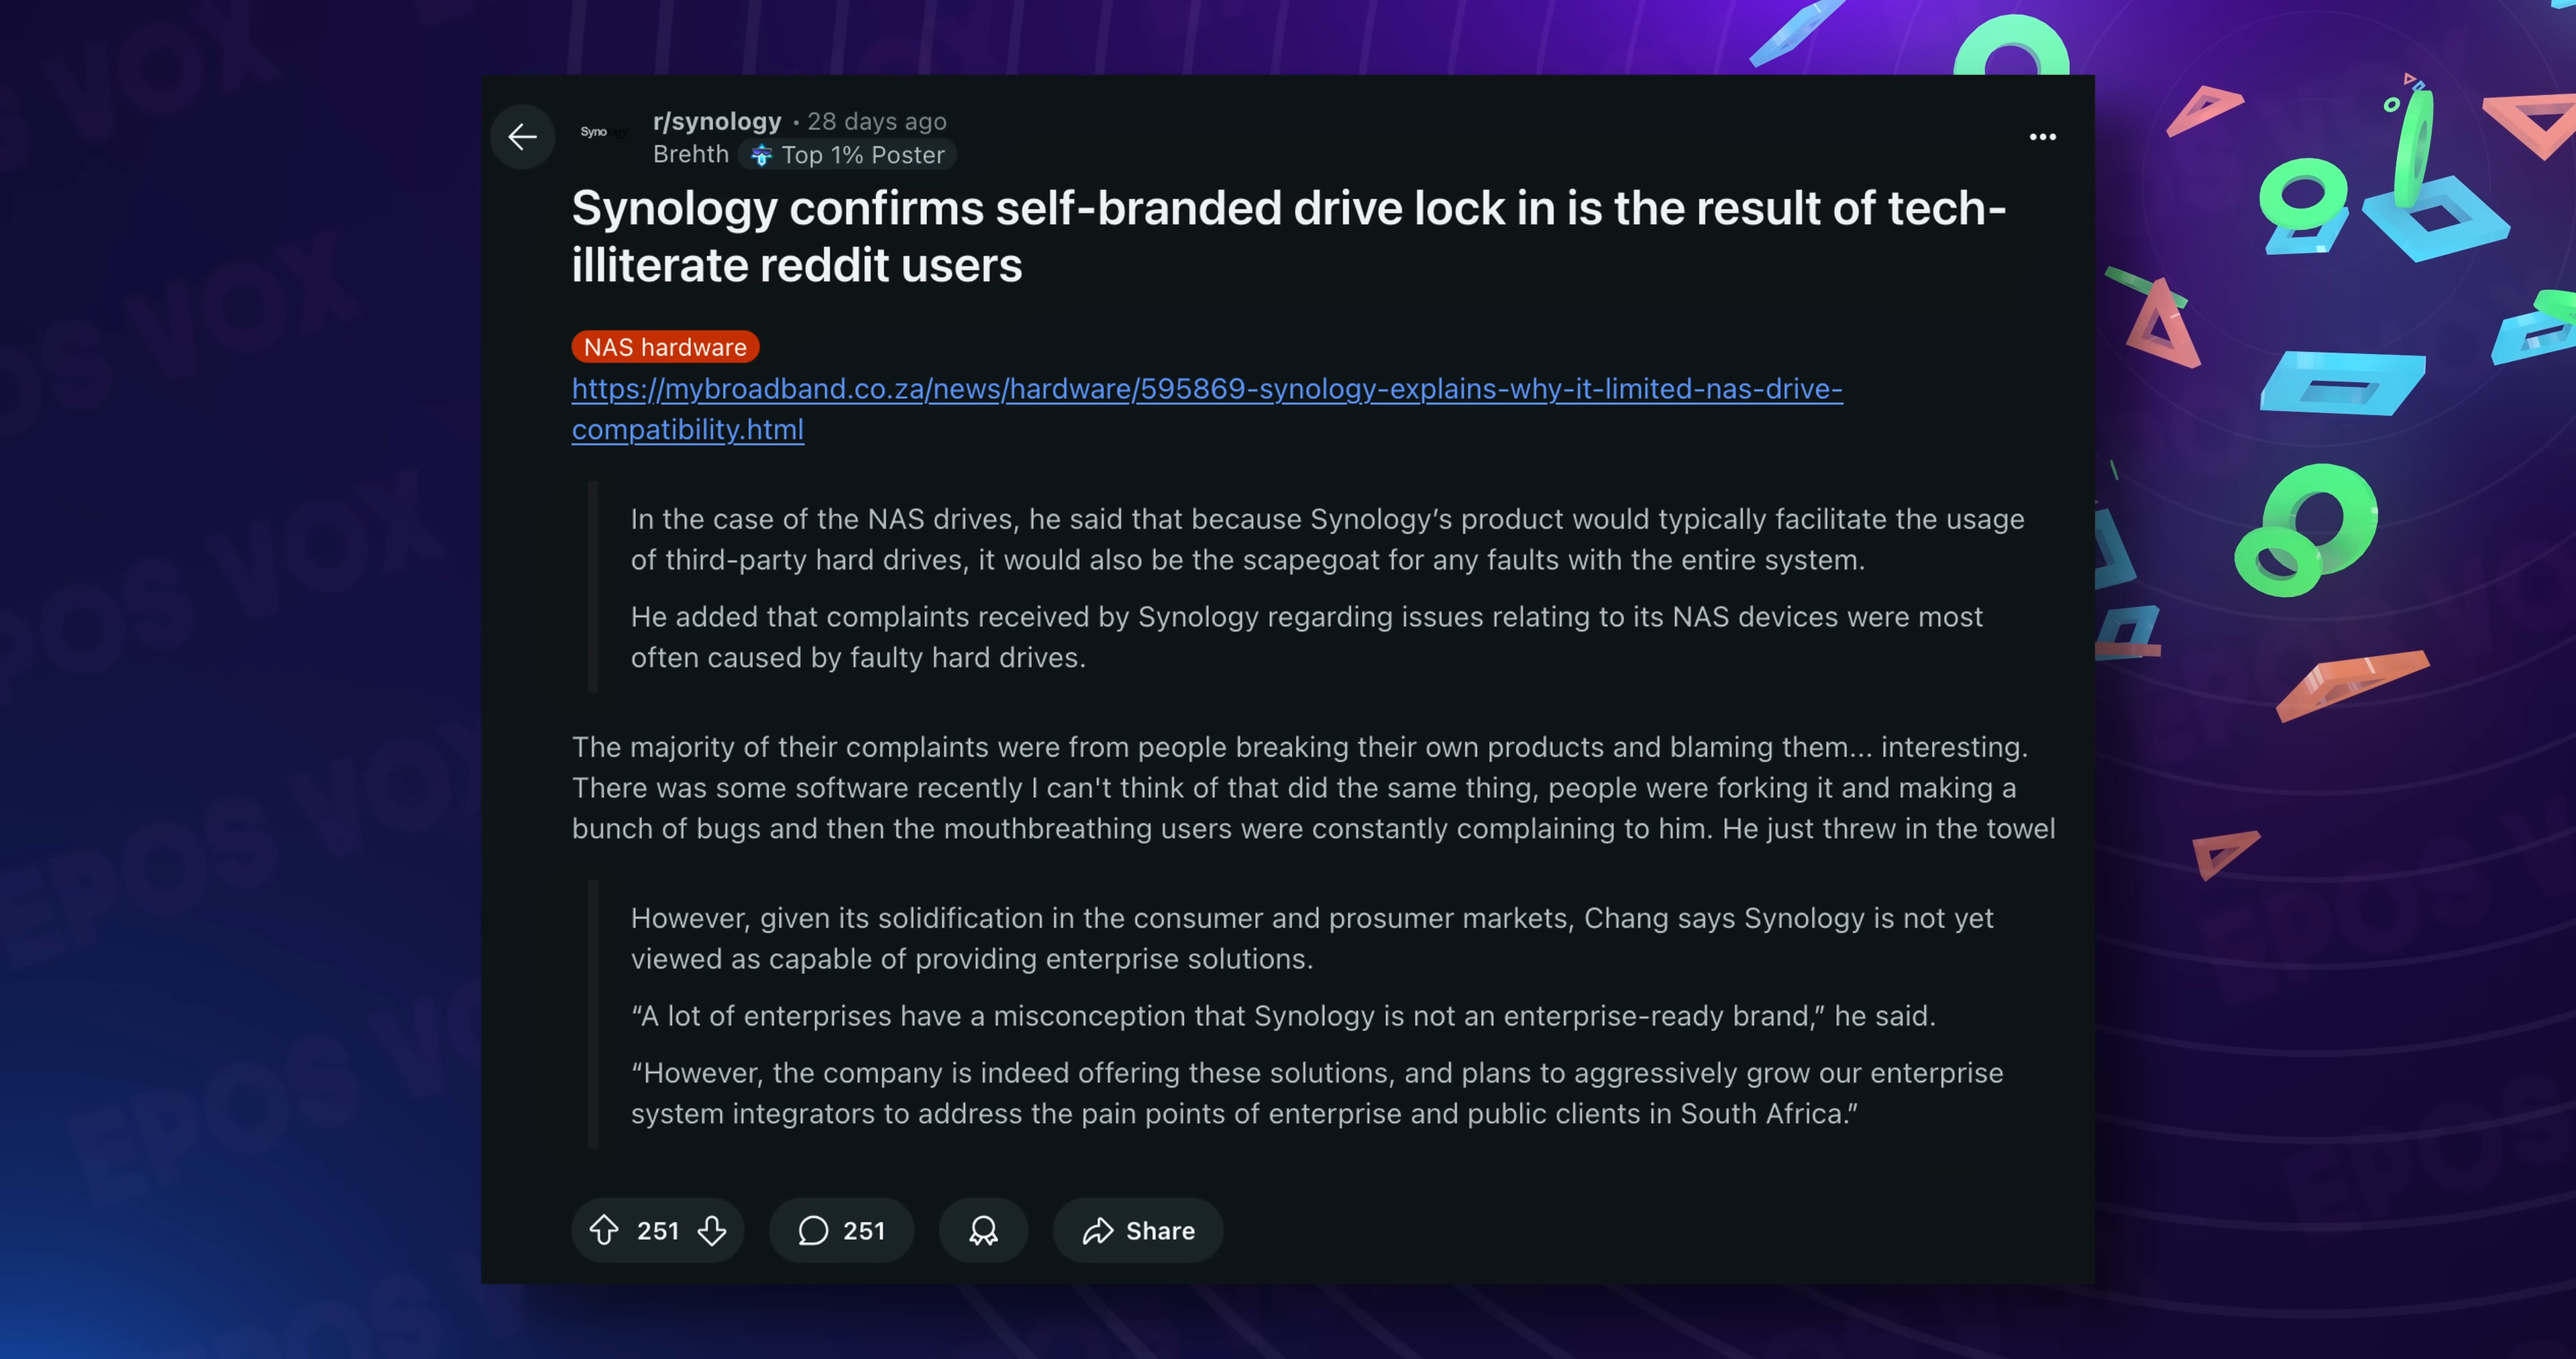 r/synology • 28 days ago
Syno
Brehth Top 1% Poster
Synology confirms self-branded drive lock in is the result of tech-
illiterate reddit users
NAS hardware
https://mybroadband.co.za/news/hardware/595869-synology-explains-why-it-limited-nas-drive-
compatibility.html
In the case of the NAS drives, he said that because Synology’s product would typically facilitate the usage
of third-party hard drives, it would also be the scapegoat for any faults with the entire system.
He added that complaints received by Synology regarding issues relating to its NAS devices were most
often caused by faulty hard drives.
The majority of their complaints were from people breaking their own products and blaming them... interesting.
There was some software recently I can't think of that did the same thing, people were forking it and making a
bunch of bugs and then the mouthbreathing users were constantly complaining to him. He just threw in the towel
However, given its solidification in the consumer and prosumer markets, Chang says Synology is not yet
viewed as capable of providing enterprise solutions.
“A lot of enterprises have a misconception that Synology is not an enterprise-ready brand,” he said.
“However, the company is indeed offering these solutions, and plans to aggressively grow our enterprise
system integrators to address the pain points of enterprise and public clients in South Africa.”
251 251 Share
EPOS VOX
EPOS VOX
EPOS VOX
EPOS VOX